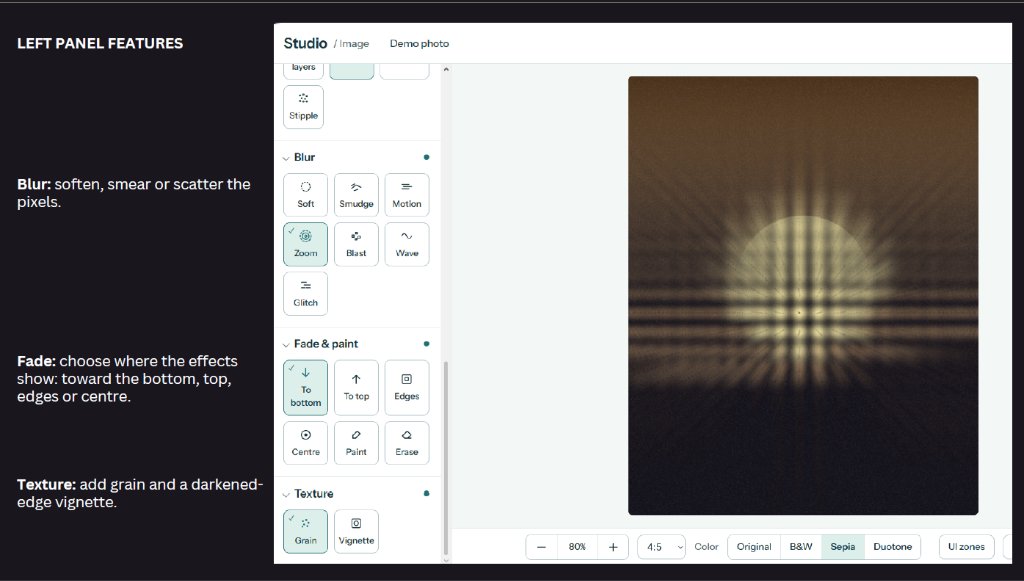 LEFT PANEL FEATURES
Studio / Image Demo photo
layers
Stipple
Blur
Blur: soften, smear or scatter the
pixels.
Soft Smudge Motion
Zoom Blast Wave
Glitch
Fade & paint
Fade: choose where the effects
show: toward the bottom, top,
edges or centre.
To
bottom
To top
Edges
Centre Paint Erase
Texture: add grain and a darkened-
edge vignette.
Texture
Grain Vignette
− 80% + 4:5 Color Original B&W Sepia Duotone UI zones